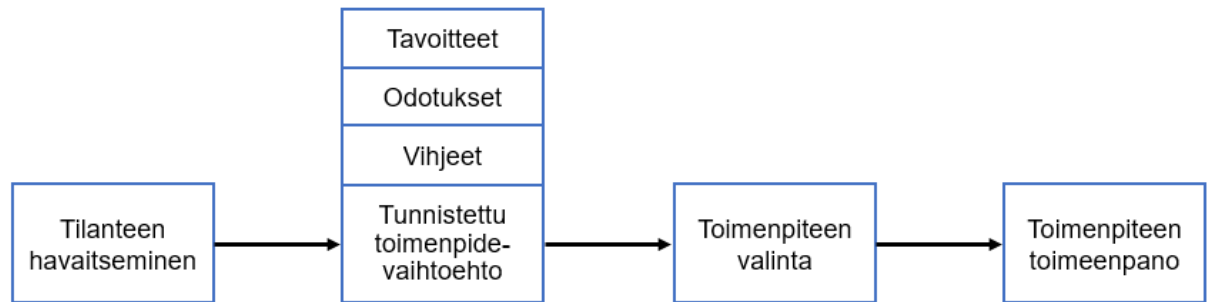 Tavoitteet
Odotukset
Vihjeet
Tilanteen
havaitseminen
Tunnistettu
toimenpide-
vaihtoehto
Toimenpiteen
valinta
Toimenpiteen
toimeenpano